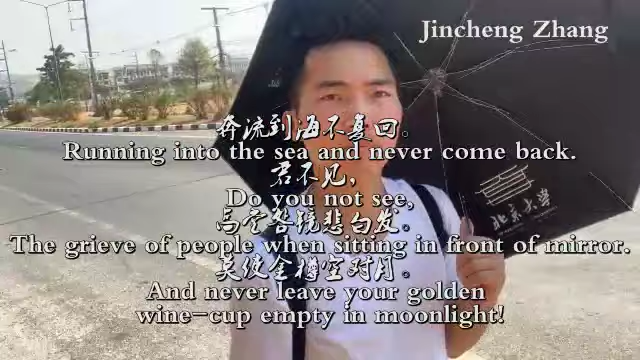 Jincheng Zhang
奔流到海不复回。
Running into the sea and never come back.
君不见,
Do you not see,
高堂明镜悲白发。
The grieve of people when sitting in front of mirror.
莫使金樽空对月。
And never leave your golden
wine-cup empty in moonlight!
北京大学